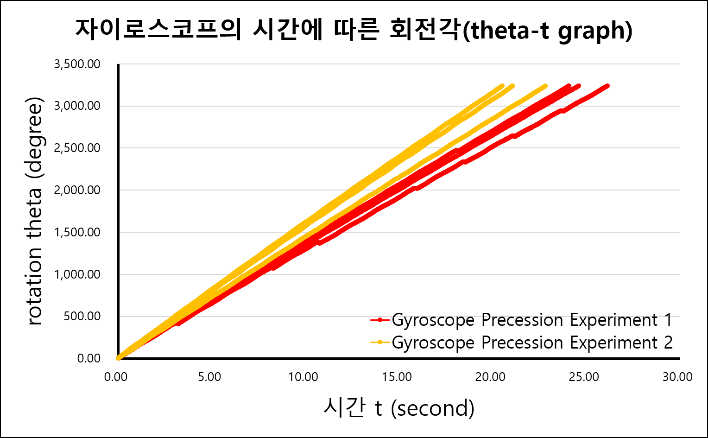 자이로스코프의 시간에 따른 회전각(theta-t graph)
rotation theta (degree)
3,500.00
3,000.00
2,500.00
2,000.00
1,500.00
1,000.00
500.00
0.00
Gyroscope Precession Experiment 1
Gyroscope Precession Experiment 2
0.00 5.00 10.00 15.00 20.00 25.00 30.00
시간 t (second)